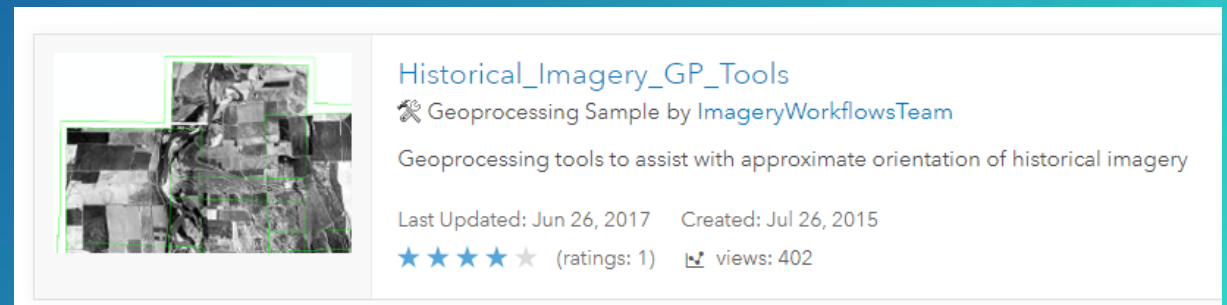 Historical_Imagery_GP_Tools
Geoprocessing Sample by ImageryWorkflowsTeam
Geoprocessing tools to assist with approximate orientation of historical imagery
Last Updated: Jun 26, 2017 Created: Jul 26, 2015
(ratings: 1) views: 402